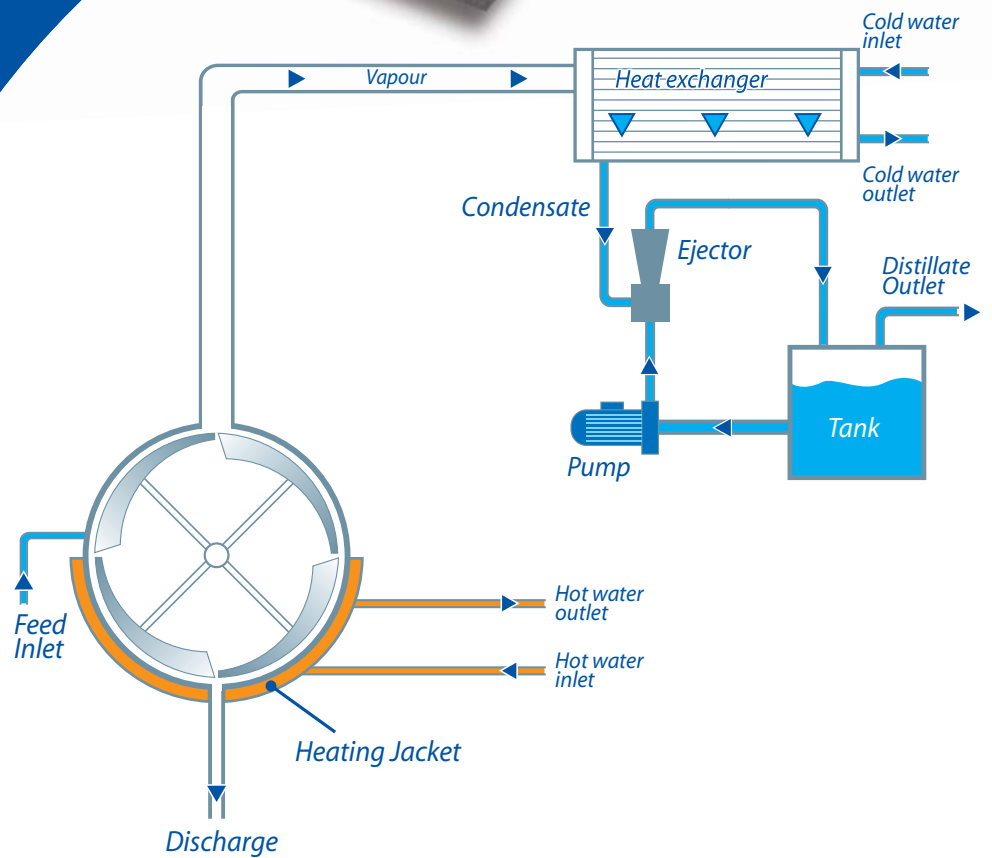 Cold water
inlet
Vapour
Heat exchanger
Cold water
outlet
Condensate
Ejector
Distillate
Outlet
Tank
Pump
Hot water
outlet
Feed
Inlet
Hot water
inlet
Heating Jacket
Discharge